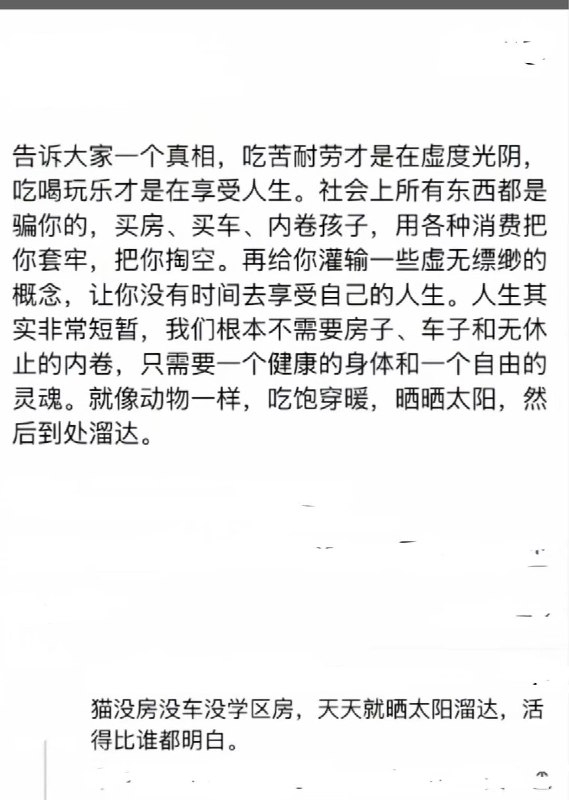 告诉大家一个真相，吃苦耐劳才是在虚度光阴，
吃喝玩乐才是在享受人生。社会上所有东西都是
骗你的，买房、买车、内卷孩子，用各种消费把
你套牢，把你掏空。再给你灌输一些虚无缥缈的
概念，让你没有时间去享受自己的人生。人生其
实非常短暂，我们根本不需要房子、车子和无休
止的内卷，只需要一个健康的身体和一个自由的
灵魂。就像动物一样，吃饱穿暖，晒晒太阳，然
后到处溜达。
猫没房没车没学区房，天天就晒太阳溜达，活
得比谁都明白。